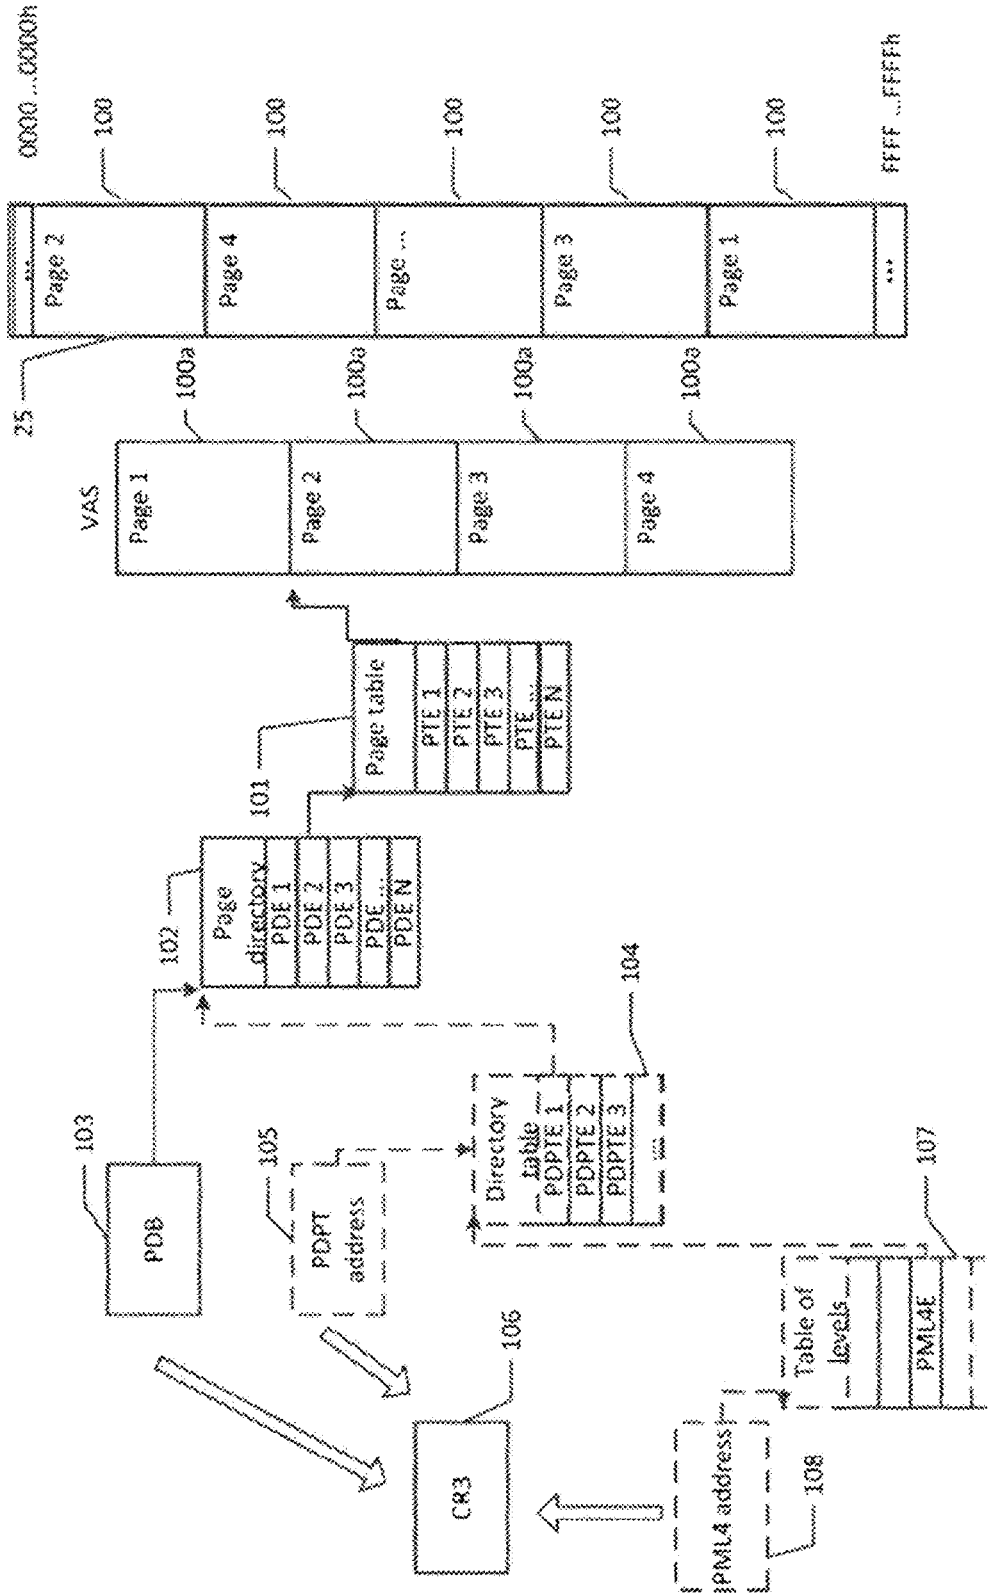 0000 ...0000h
25
Page 2
Page 4
Page ...
Page 3
Page 1
...
100
100
100
100
100
FFFF ...FFFFh
VAS
Page 1
Page 2
Page 3
Page 4
100a
100a
100a
100a
101
Page table
PTE 1
PTE 2
PTE 3
PTE ...
PTE N
102
Page
directory
PDE 1
PDE 2
PDE 3
PDE ...
PDE N
103
PDB
105
PDPT
address
104
Directory
table
PDPTE 1
PDPTE 2
PDPTE 3
...
106
CR3
107
Table of
levels
PML4E
PML4 address
108
...